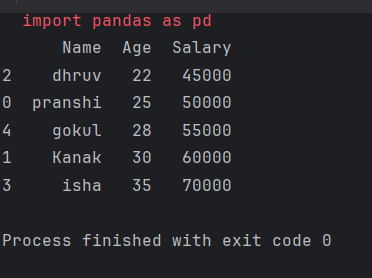 import pandas as pd
      Name  Age  Salary
2    dhruv   22   45000
0  pranshi   25   50000
4    gokul   28   55000
1    Kanak   30   60000
3     isha   35   70000

Process finished with exit code 0